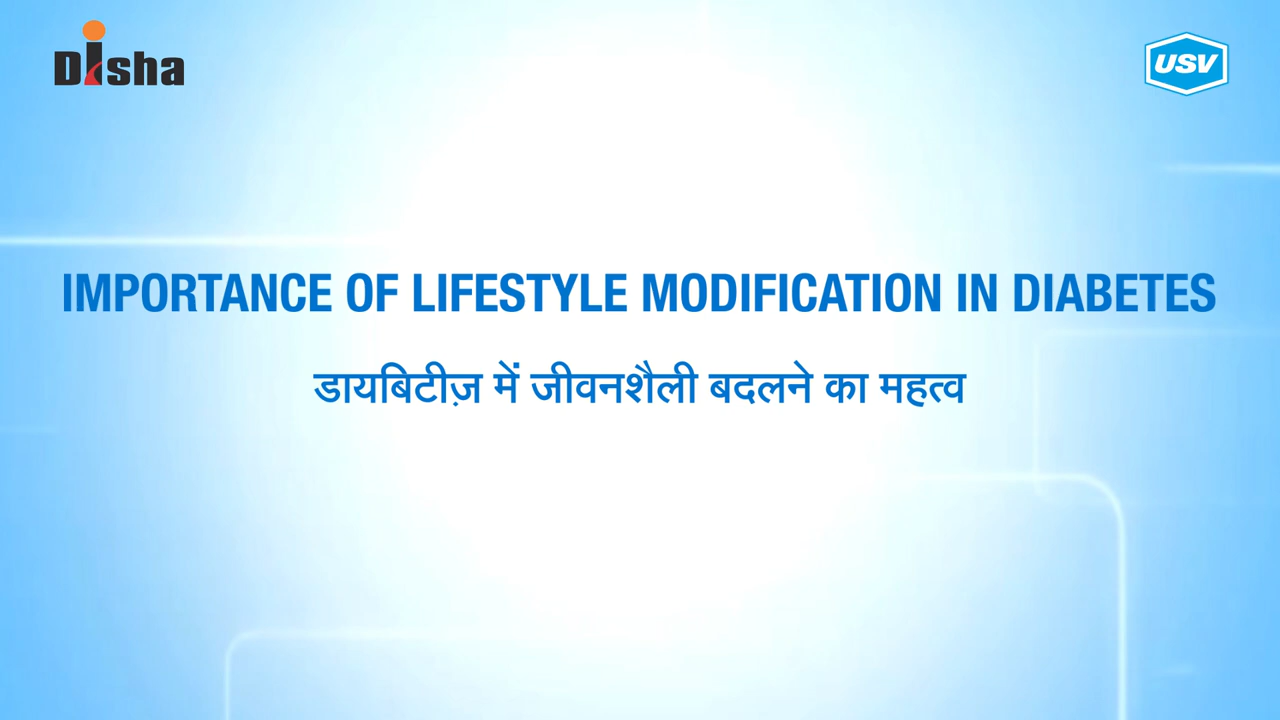 Disha
USV
IMPORTANCE OF LIFESTYLE MODIFICATION IN DIABETES
डायबिटीज़ में जीवनशैली बदलने का महत्व